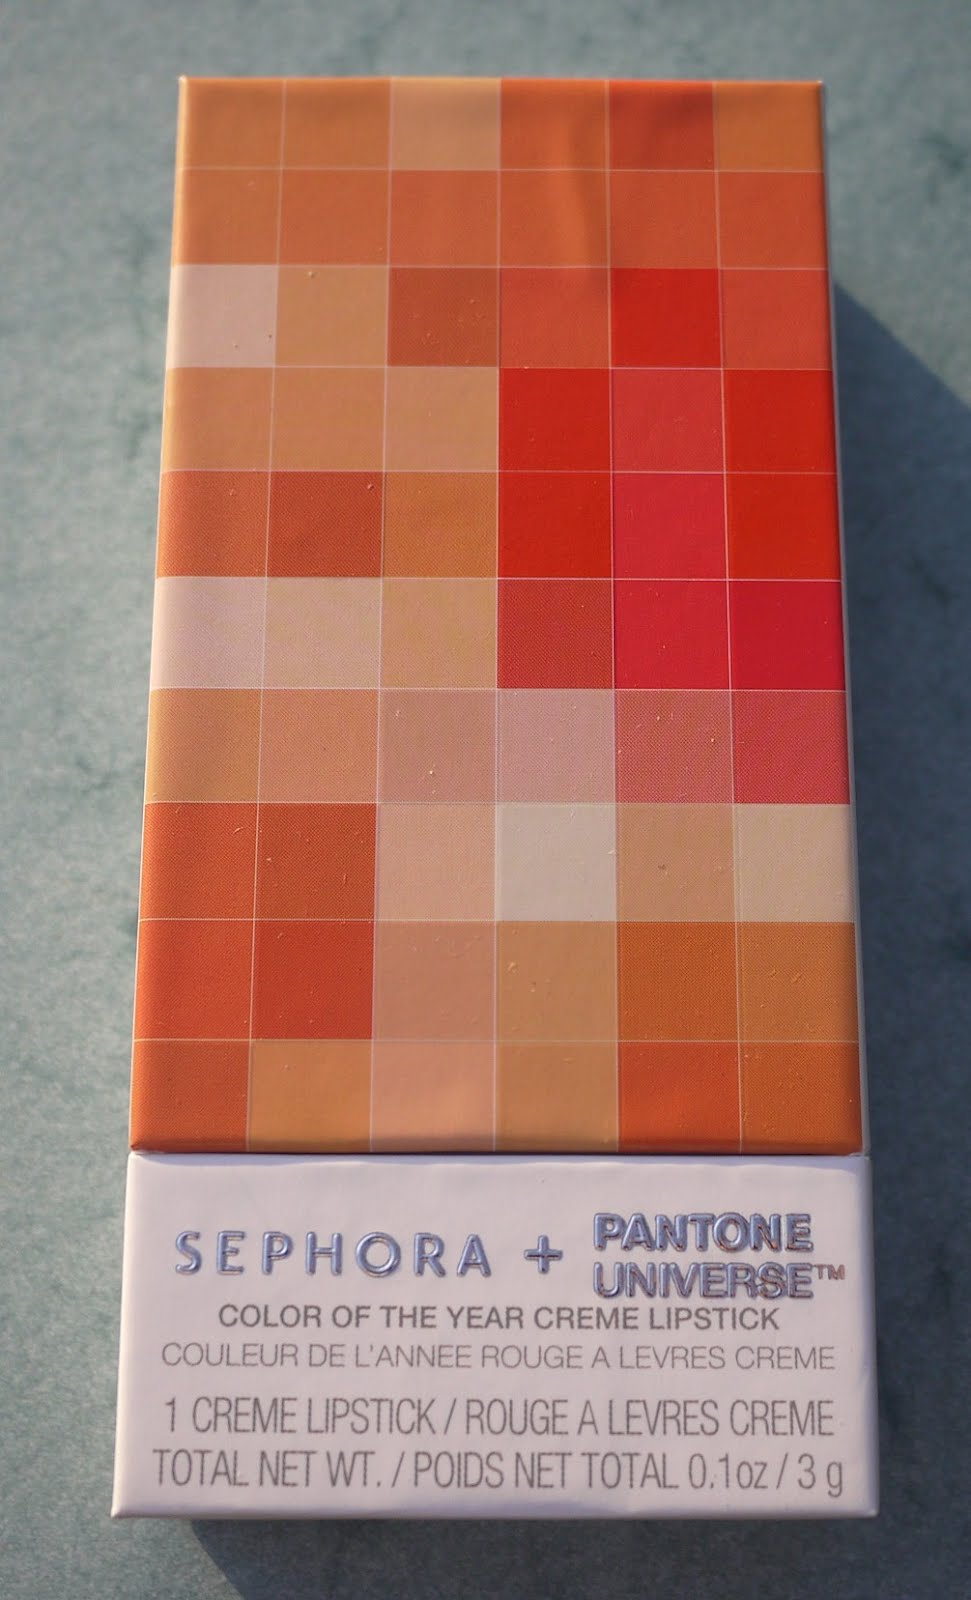 SEPHORA + PANTONE
UNIVERSE™
COLOR OF THE YEAR CREME LIPSTICK
COULEUR DE L'ANNEE ROUGE A LEVRES CREME
1 CREME LIPSTICK / ROUGE A LEVRES CREME
TOTAL NET WT. / POIDS NET TOTAL 0.1oz / 3 g